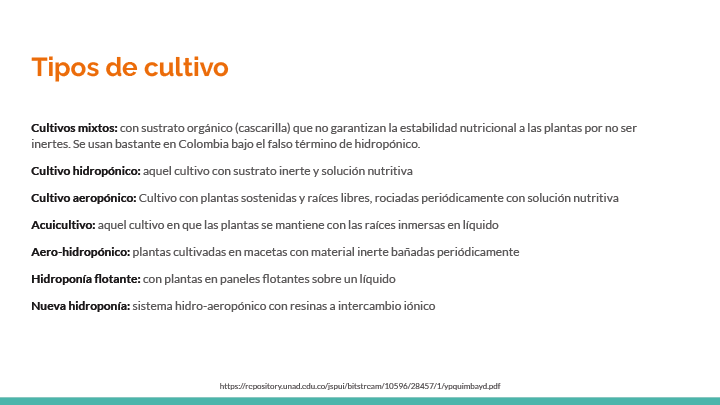 Tipos de cultivo
Cultivos mixtos: con sustrato orgánico (cascarilla) que no garantizan la estabilidad nutricional a las plantas por no ser
inertes. Se usan bastante en Colombia bajo el falso término de hidropónico.
Cultivo hidropónico: aquel cultivo con sustrato inerte y solución nutritiva
Cultivo aeropónico: Cultivo con plantas sostenidas y raíces libres, rociadas periódicamente con solución nutritiva
Acuicultivo: aquel cultivo en que las plantas se mantiene con las raíces inmersas en líquido
Aero-hidropónico: plantas cultivadas en macetas con material inerte bañadas periódicamente
Hidroponía flotante: con plantas en paneles flotantes sobre un líquido
Nueva hidroponía: sistema hidro-aeropónico con resinas a intercambio iónico
https://repository.unad.edu.co/jspui/bitstream/10596/28457/1/ypquimbayd.pdf